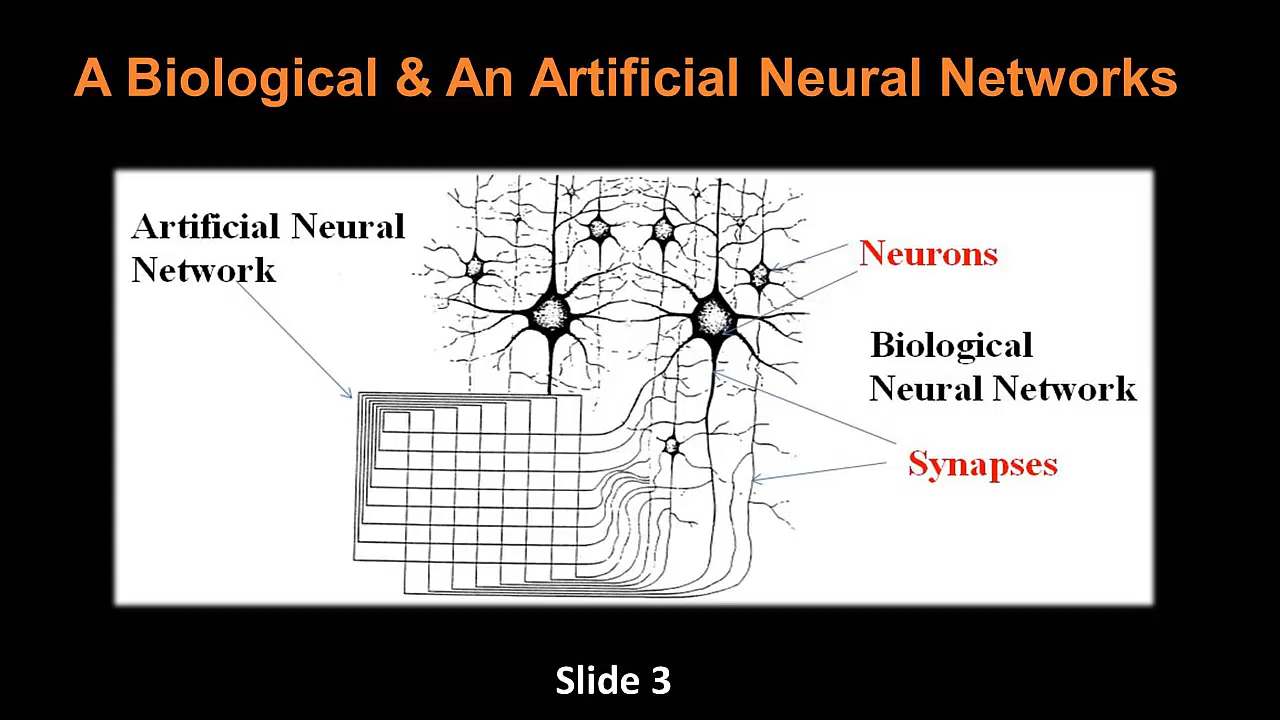 A Biological & An Artificial Neural Networks
Artificial Neural
Network
Neurons
Biological
Neural Network
Synapses
Slide 3